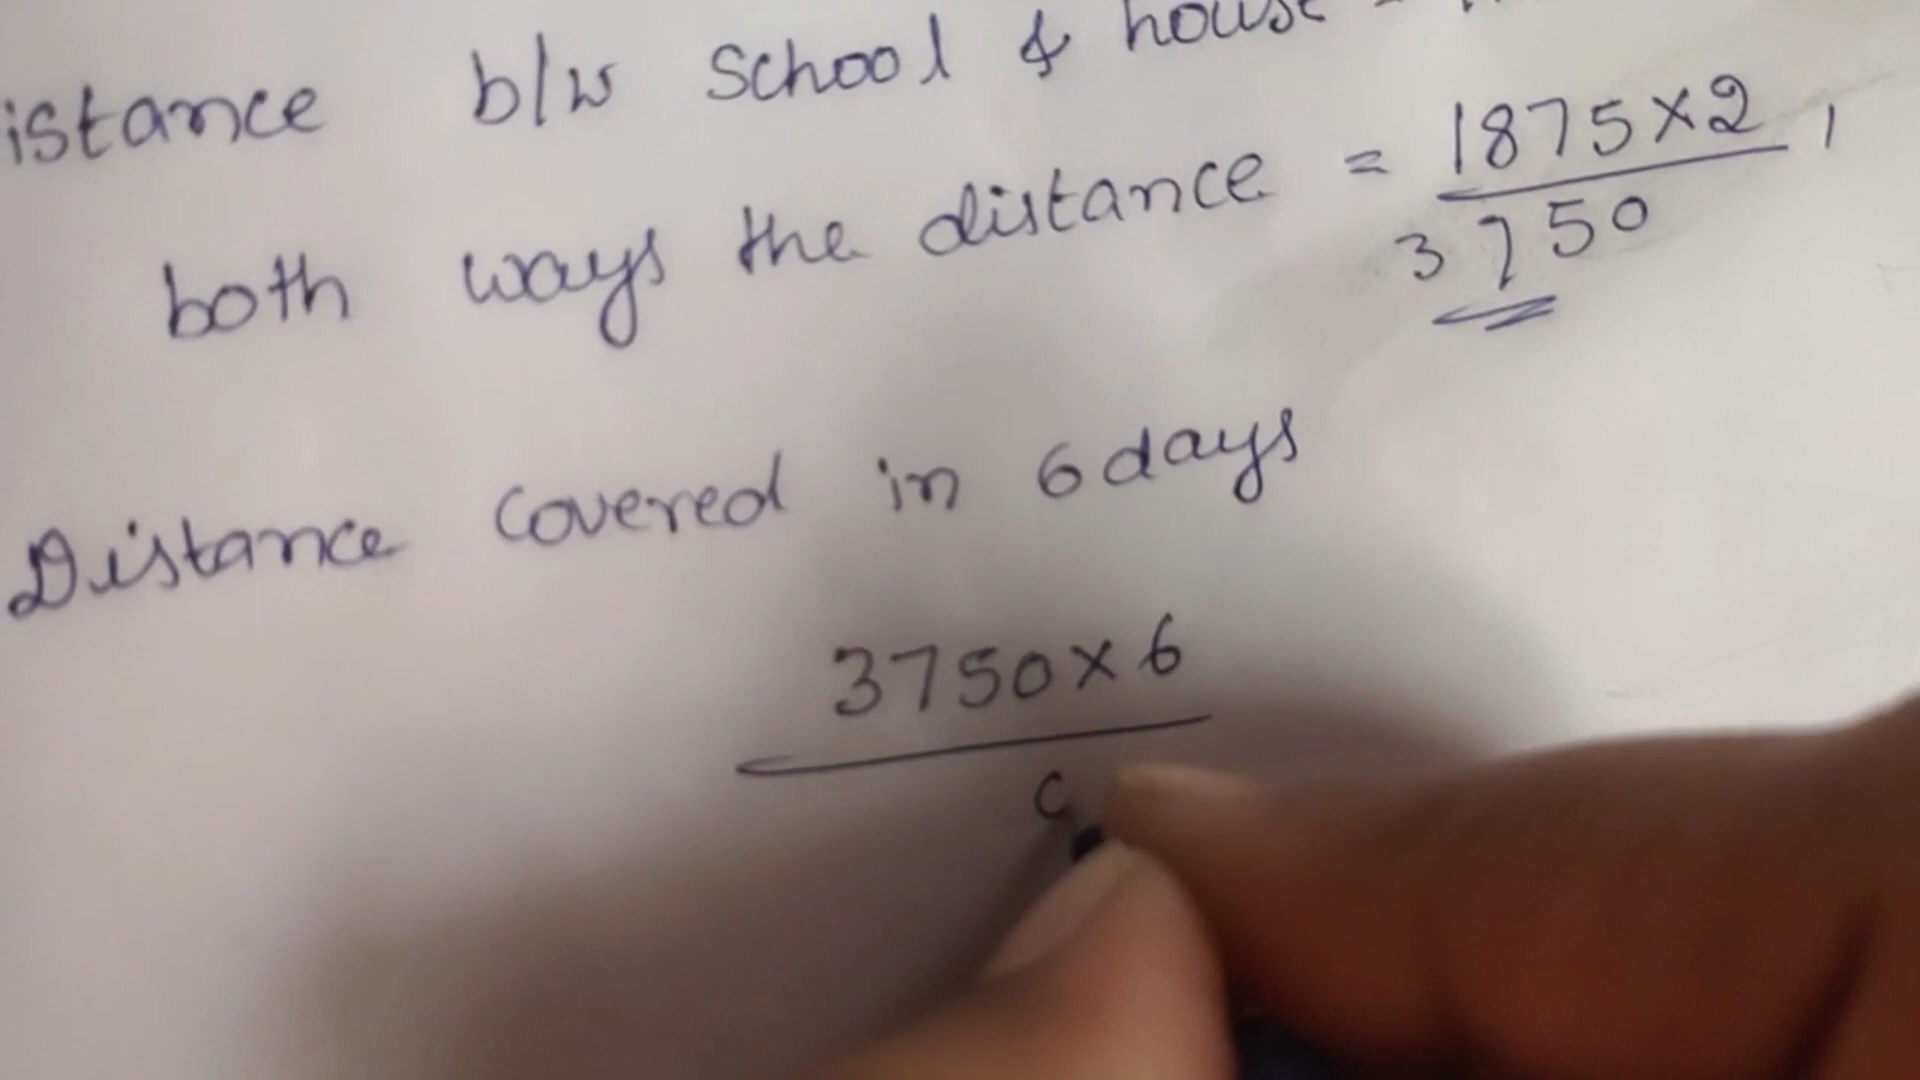 istance b/w School & house =
both ways the distance = 1875×2,
3750
Distance covered in 6 days
3750×6